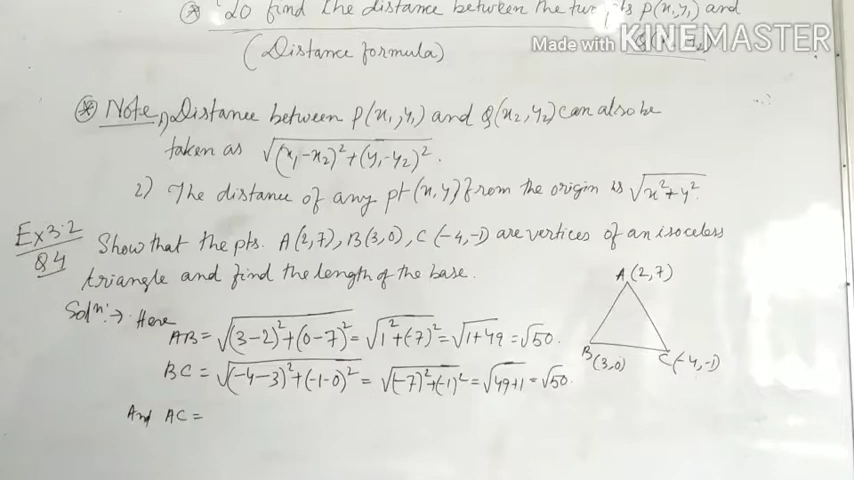 (*) To find the distance between the two pts P(x₁,y₁) and
(Distance formula)
Made with KINEMASTER
(*) Note 1) Distance between P(x₁,y₁) and Q(x₂,y₂) can also be
taken as √(x₁-x₂)²+(y₁-y₂)².
2) The distance of any pt (x,y) from the origin is √x²+y².
Ex 3.2
Q4
Show that the pts. A(2,7), B(3,0), C(-4,-1) are vertices of an isoceless
triangle and find the length of the base.
A(2,7)
Solⁿ:→ Here
AB = √(3-2)²+(0-7)² = √1²+(-7)² = √1+49 = √50.
B(3,0) C(-4,-1)
BC = √(-4-3)²+(-1-0)² = √(-7)²+(-1)² = √49+1 = √50.
And AC =